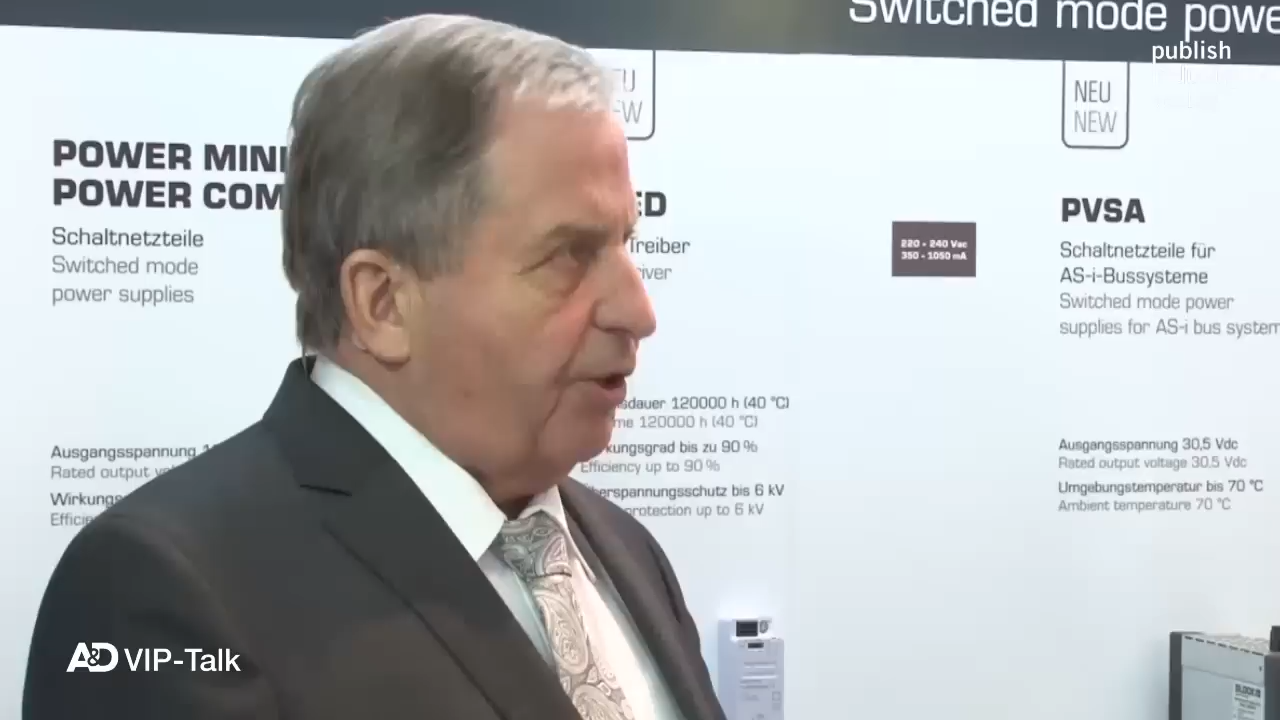 Switched mode powe
publish
NEU
NEW
POWER MINI
POWER COM
Schaltnetzteile
Switched mode
power supplies
ED
Treiber
river
220 - 240 Vac
350 - 1050 mA
PVSA
Schaltnetzteile für
AS-i-Bussysteme
Switched mode power
supplies for AS-i bus system
Ausgangsspannung
Rated output
Wirkungs
Efficie
sdauer 120000 h (40 °C)
me 120000 h (40 °C)
kungsgrad bis zu 90 %
Efficiency up to 90 %
berspannungsschutz bis 6 kV
protection up to 6 kV
Ausgangsspannung 30,5 Vdc
Rated output voltage 30.5 Vdc
Umgebungstemperatur bis 70 °C
Ambient temperature 70 °C
A&D VIP-Talk
BLOCK